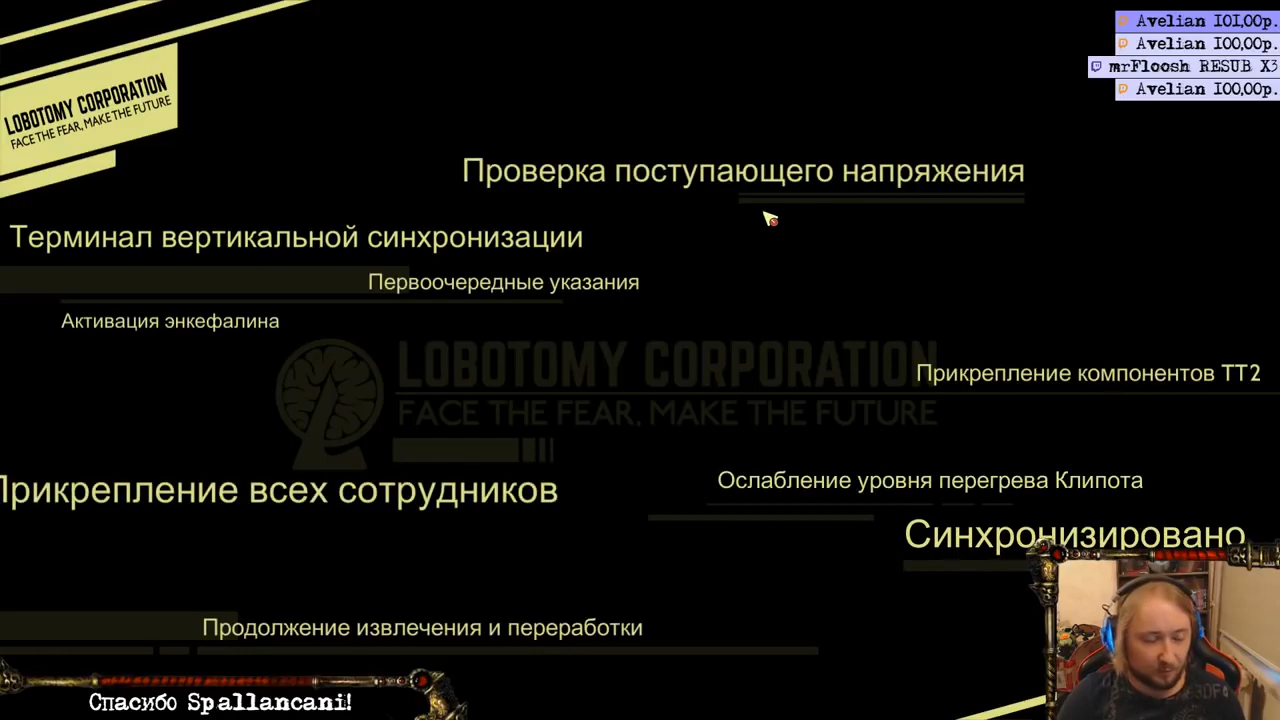 Avelian 101,00р.
Avelian 100,00р.
mrFloosh RESUB X3
Avelian 100,00р.
LOBOTOMY CORPORATION
FACE THE FEAR, MAKE THE FUTURE
Проверка поступающего напряжения
Терминал вертикальной синхронизации
Первоочередные указания
Активация энкефалина
LOBOTOMY CORPORATION
FACE THE FEAR, MAKE THE FUTURE
Прикрепление компонентов TT2
Прикрепление всех сотрудников
Ослабление уровня перегрева Клипота
Синхронизировано
Продолжение извлечения и переработки
Спасибо Spallancani!